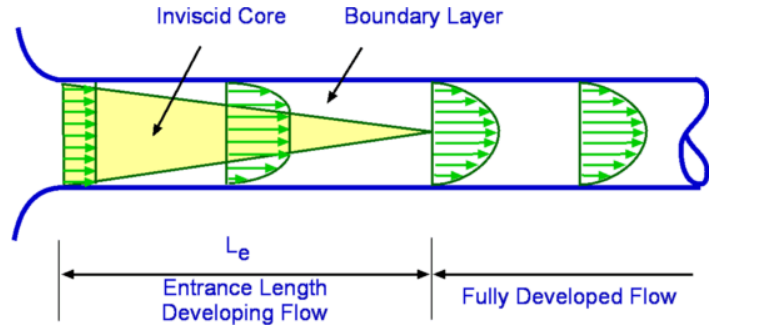 Inviscid Core
Boundary Layer
Le
Entrance Length
Developing Flow
Fully Developed Flow